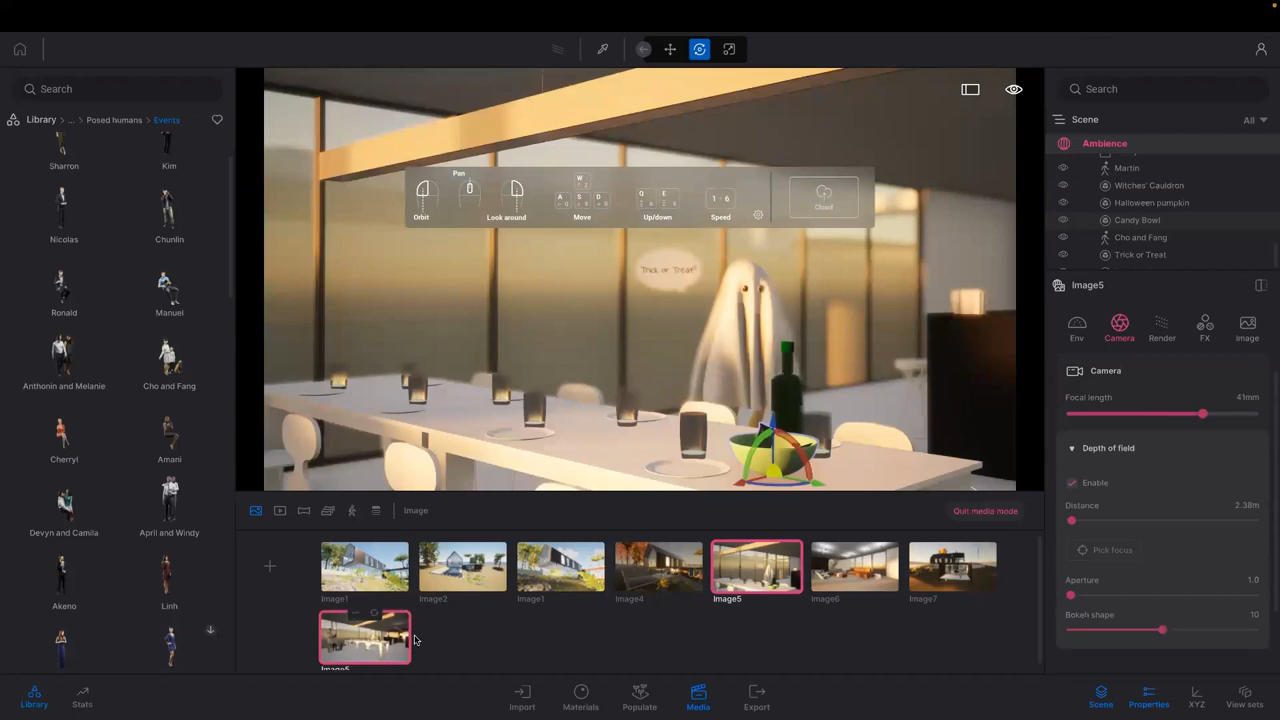 Search
Library > ... > Posed humans > Events
Sharron
Kim
Nicolas
Chunlin
Ronald
Manuel
Anthonin and Melanie
Cho and Fang
Cherryl
Amani
Devyn and Camila
April and Windy
Akeno
Linh
Library
Stats
Pan
Orbit
Look around
W
A S D
Move
Q E
Up/down
1 - 6
Speed
Closed
Trick or Treat?
Image
Quit media mode
Image1
Image2
Image1
Image4
Image5
Image6
Image7
Image5
Import
Materials
Populate
Media
Export
Search
Scene
All
Ambience
Martin
Witches' Cauldron
Halloween pumpkin
Candy Bowl
Cho and Fang
Trick or Treat
Image5
Env
Camera
Render
FX
Image
Camera
Focal length
41mm
Depth of field
Enable
Distance
2.38m
Pick focus
Aperture
1.0
Bokeh shape
10
Scene
Properties
XYZ
View sets